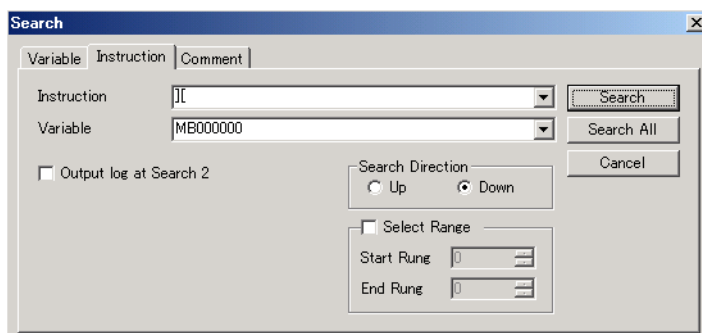 Search
Variable Instruction Comment
Instruction ][ Search
Variable MB000000 Search All
Output log at Search 2 Search Direction Cancel
Up Down
Select Range
Start Rung 0
End Rung 0